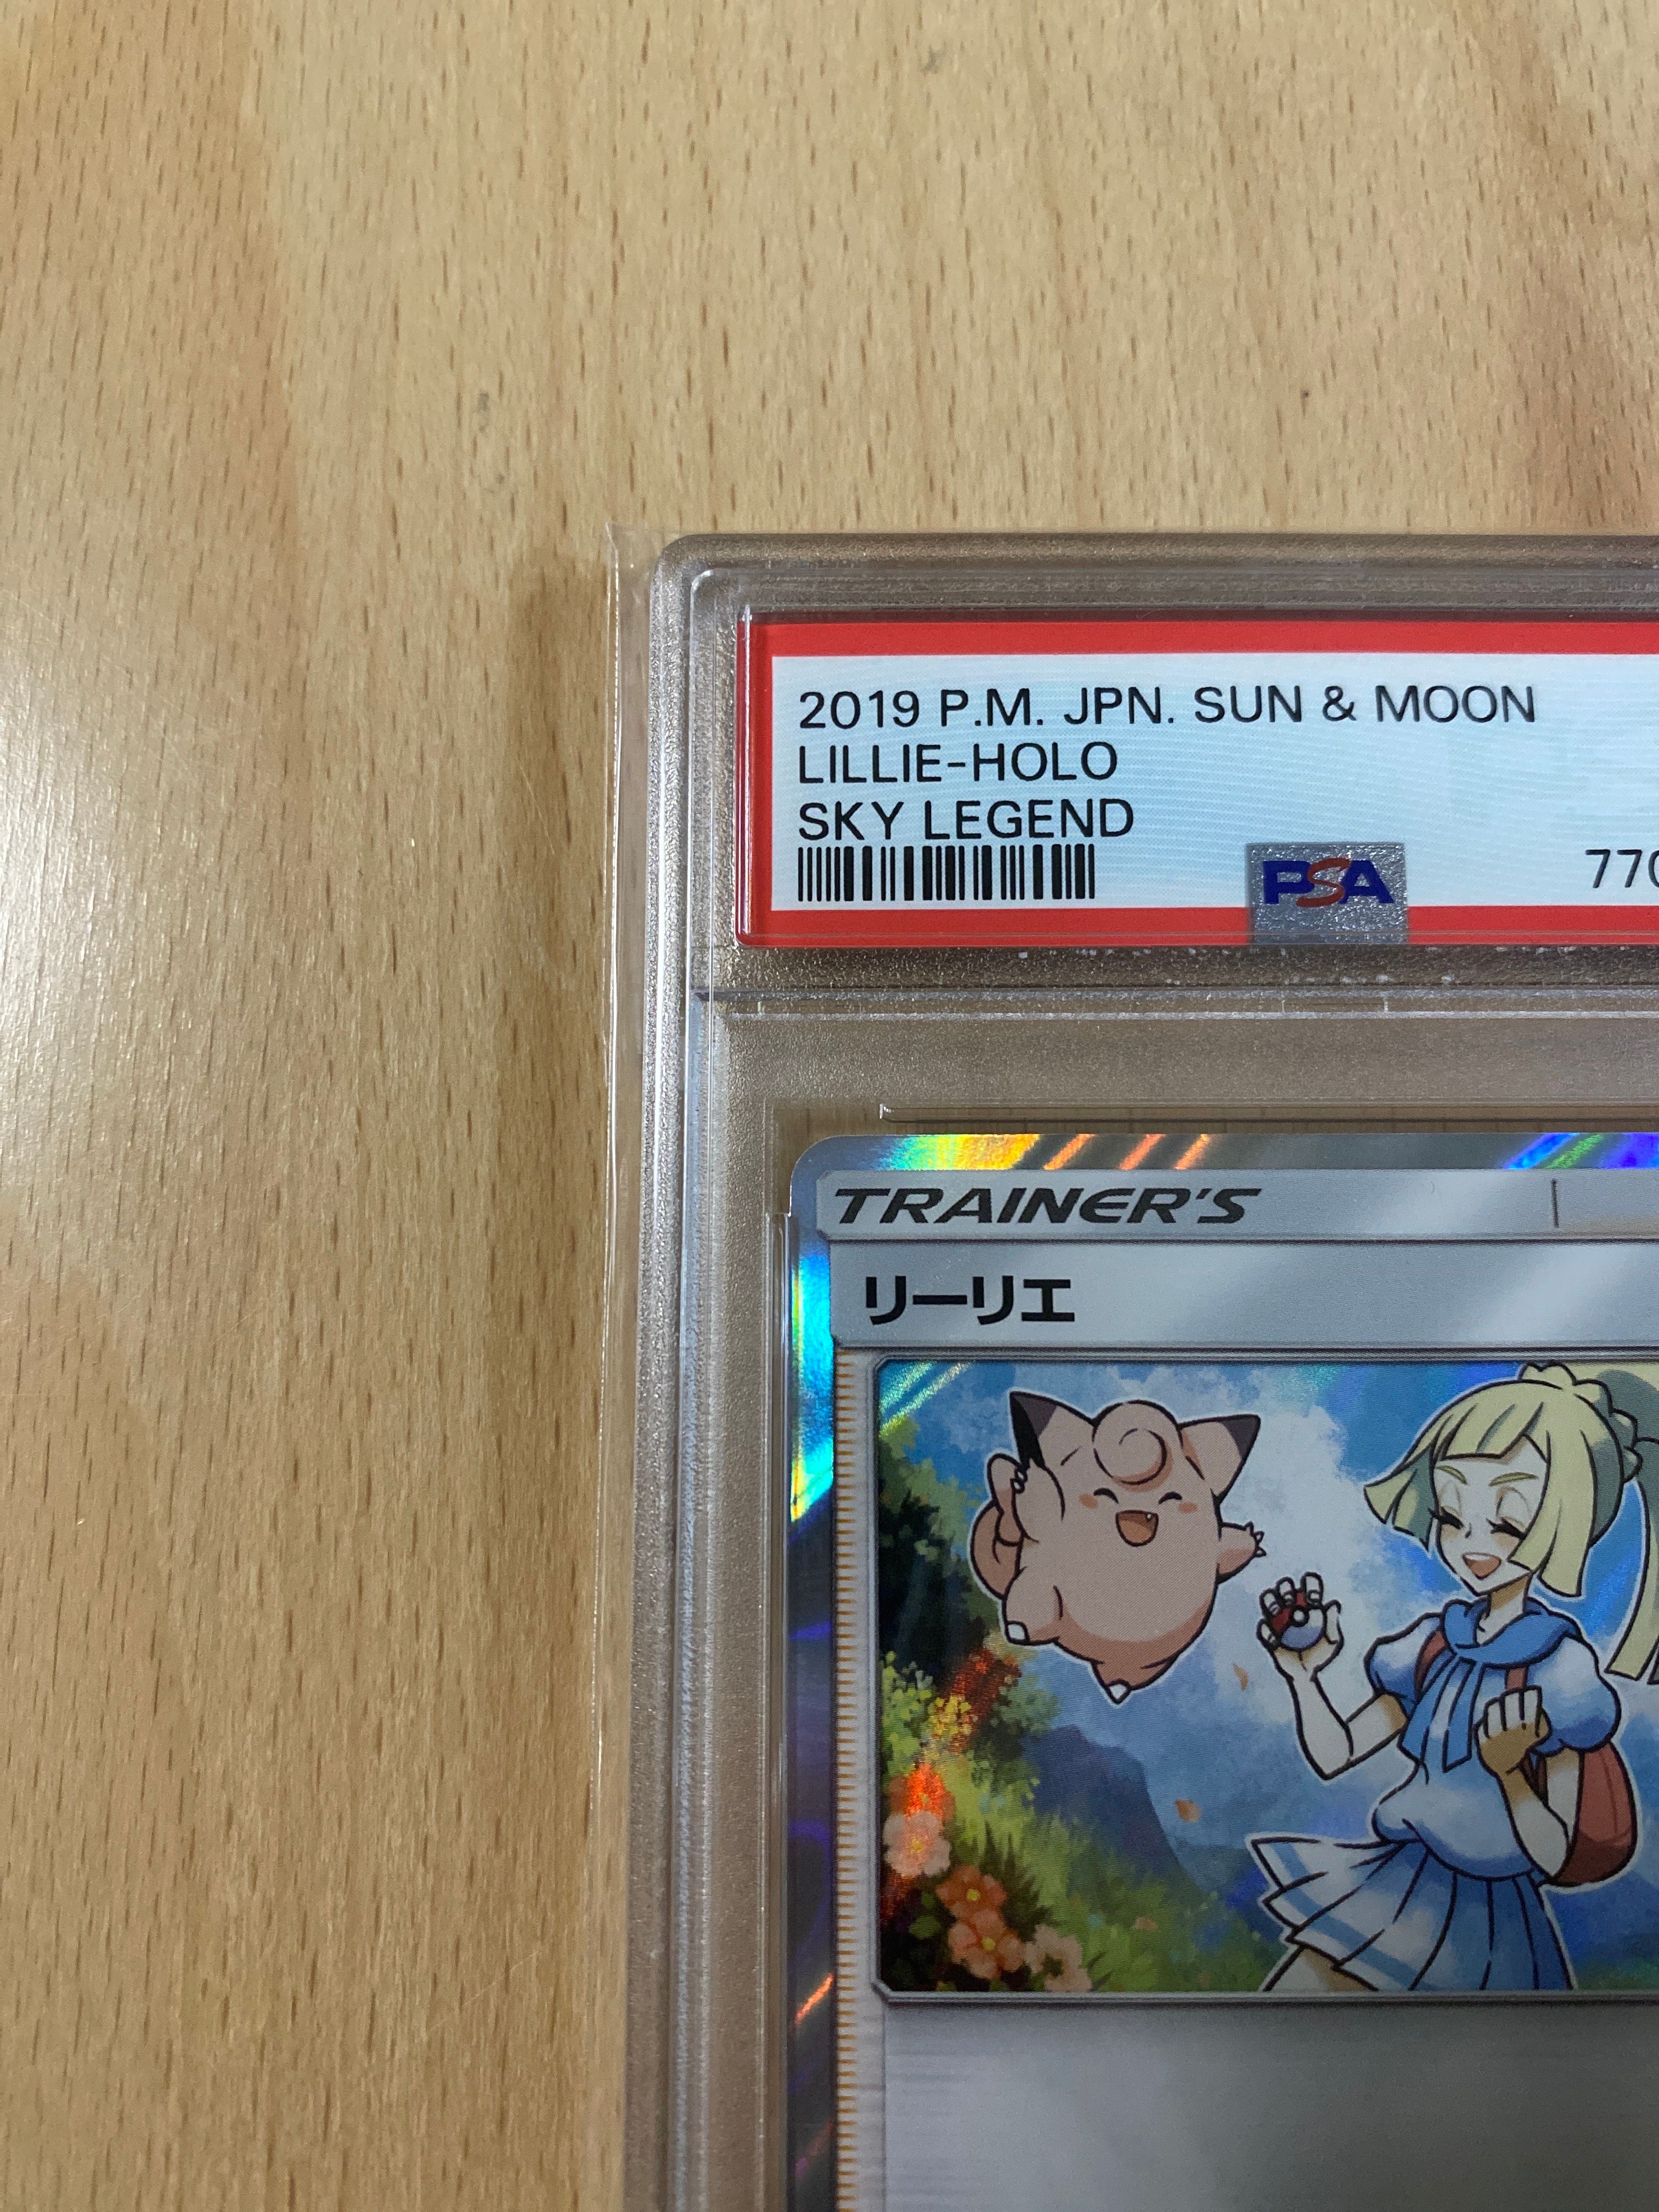 2019 P.M. JPN. SUN & MOON
LILLIE-HOLO
SKY LEGEND
PSA
TRAINER'S
リーリエ